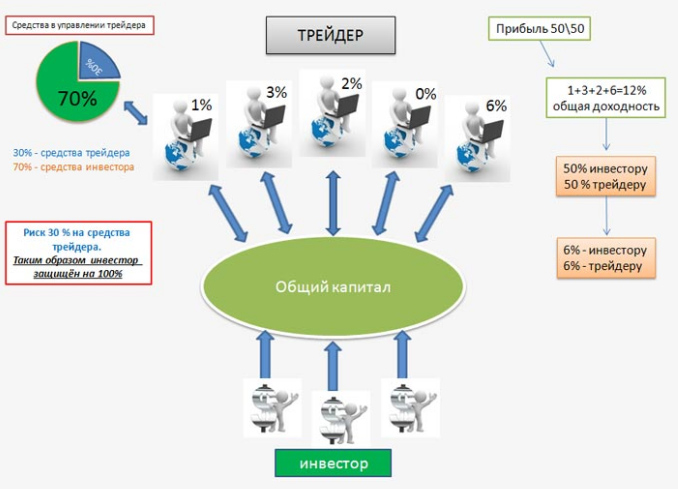 Средства в управлении трейдера
ТРЕЙДЕР
Прибыль 50\50
30%
70%
1%
3%
2%
0%
6%
1+3+2+6=12%
общая доходность
30% - средства трейдера
70% - средства инвестора
50% инвестору
50 % трейдеру
Риск 30 % на средства
трейдера.
Таким образом инвестор
защищён на 100%
6% - инвестору
6% - трейдеру
Общий капитал
инвестор